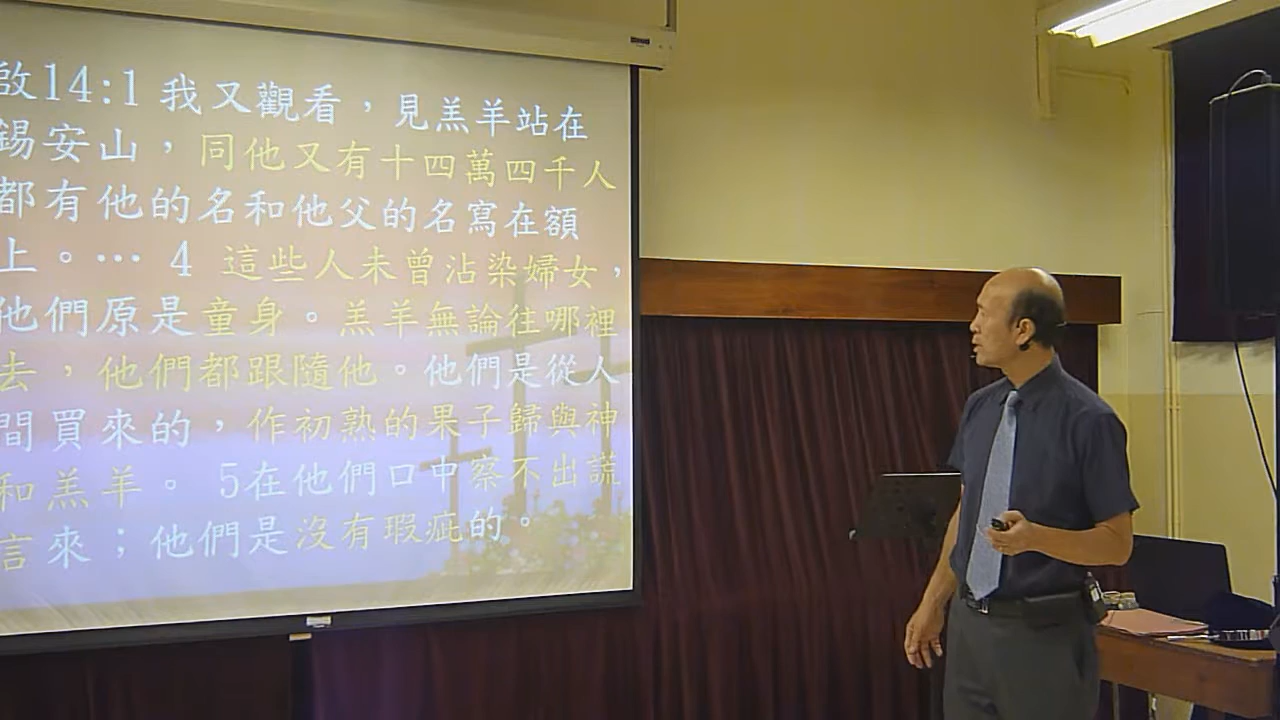 啟14:1 我又觀看，見羔羊站在
錫安山，同他又有十四萬四千人
都有他的名和他父的名寫在額
上。⋯ 4 這些人未曾沾染婦女，
他們原是童身。羔羊無論往哪裡
去，他們都跟隨他。他們是從人
間買來的，作初熟的果子歸與神
和羔羊。 5在他們口中察不出謊
言來；他們是沒有瑕疵的。